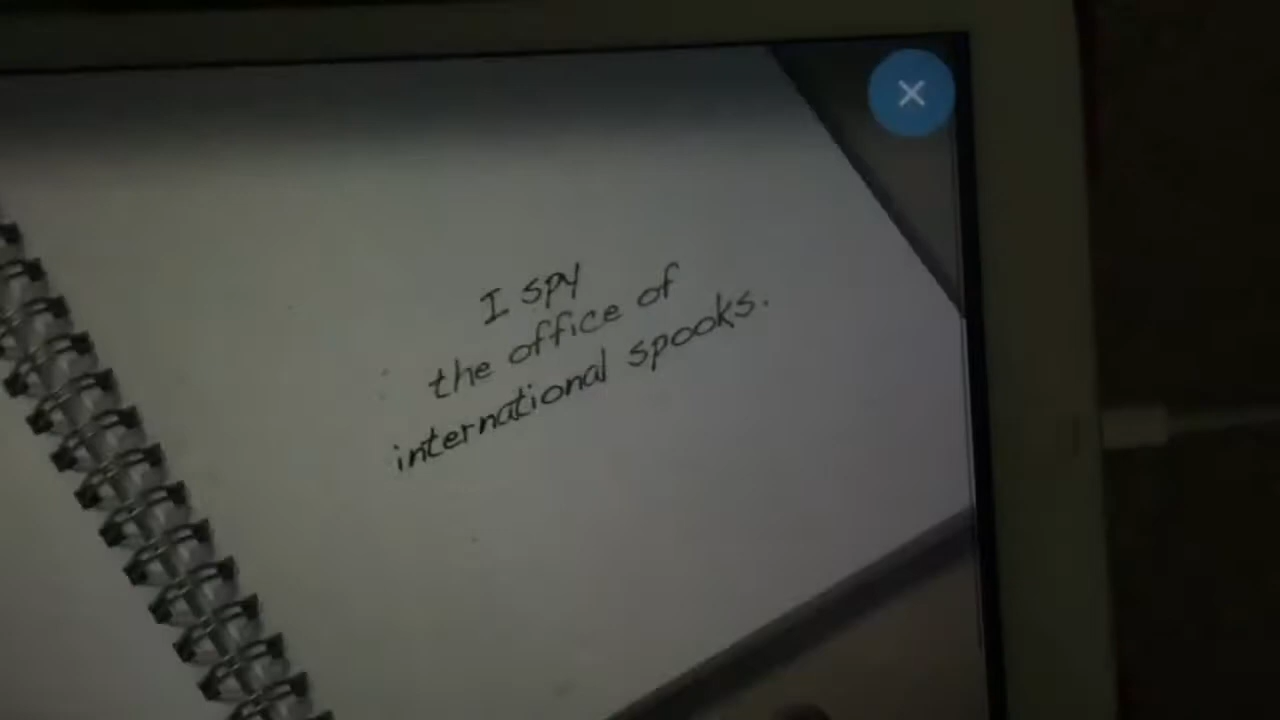 I spy
the office of
international spooks.